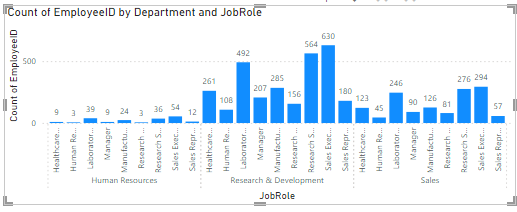 Count of EmployeeID by Department and JobRole
Count of EmployeeID
500
0
9 3 39 9 24 3 36 54 12 261 108 492 207 285 156 564 630 180 123 45 246 90 126 81 276 294 57
Healthcare... Human Re... Laborator... Manager Manufactu... Research ... Research S... Sales Exec... Sales Repr... Healthcare... Human Re... Laborator... Manager Manufactu... Research ... Research S... Sales Exec... Sales Repr... Healthcare... Human Re... Laborator... Manager Manufactu... Research ... Research S... Sales Exec... Sales Repr...
Human Resources Research & Development Sales
JobRole